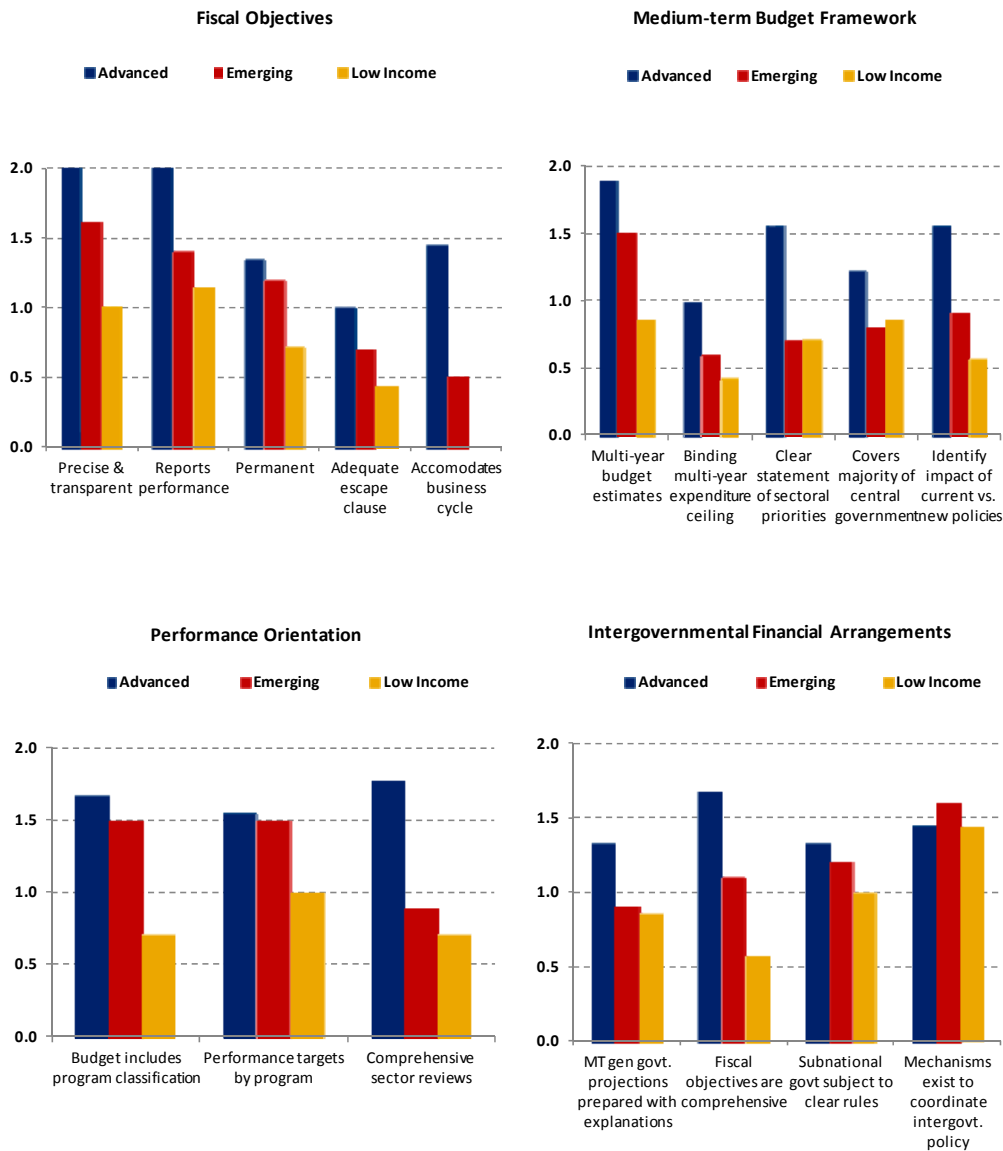 Fiscal Objectives
Advanced Emerging Low Income
2.0
1.5
1.0
0.5
0.0
Precise & transparent
Reports performance
Permanent
Adequate escape clause
Accomodates business cycle
Medium-term Budget Framework
Advanced Emerging Low Income
2.0
1.5
1.0
0.5
0.0
Multi-year budget estimates
Binding multi-year expenditure ceiling
Clear statement of sectoral priorities
Covers majority of central government
Identify impact of current vs. new policies
Performance Orientation
Advanced Emerging Low Income
2.0
1.5
1.0
0.5
0.0
Budget includes program classification
Performance targets by program
Comprehensive sector reviews
Intergovernmental Financial Arrangements
Advanced Emerging Low Income
2.0
1.5
1.0
0.5
0.0
MT gen govt. projections prepared with explanations
Fiscal objectives are comprehensive
Subnational govt subject to clear rules
Mechanisms exist to coordinate intergovt. policy